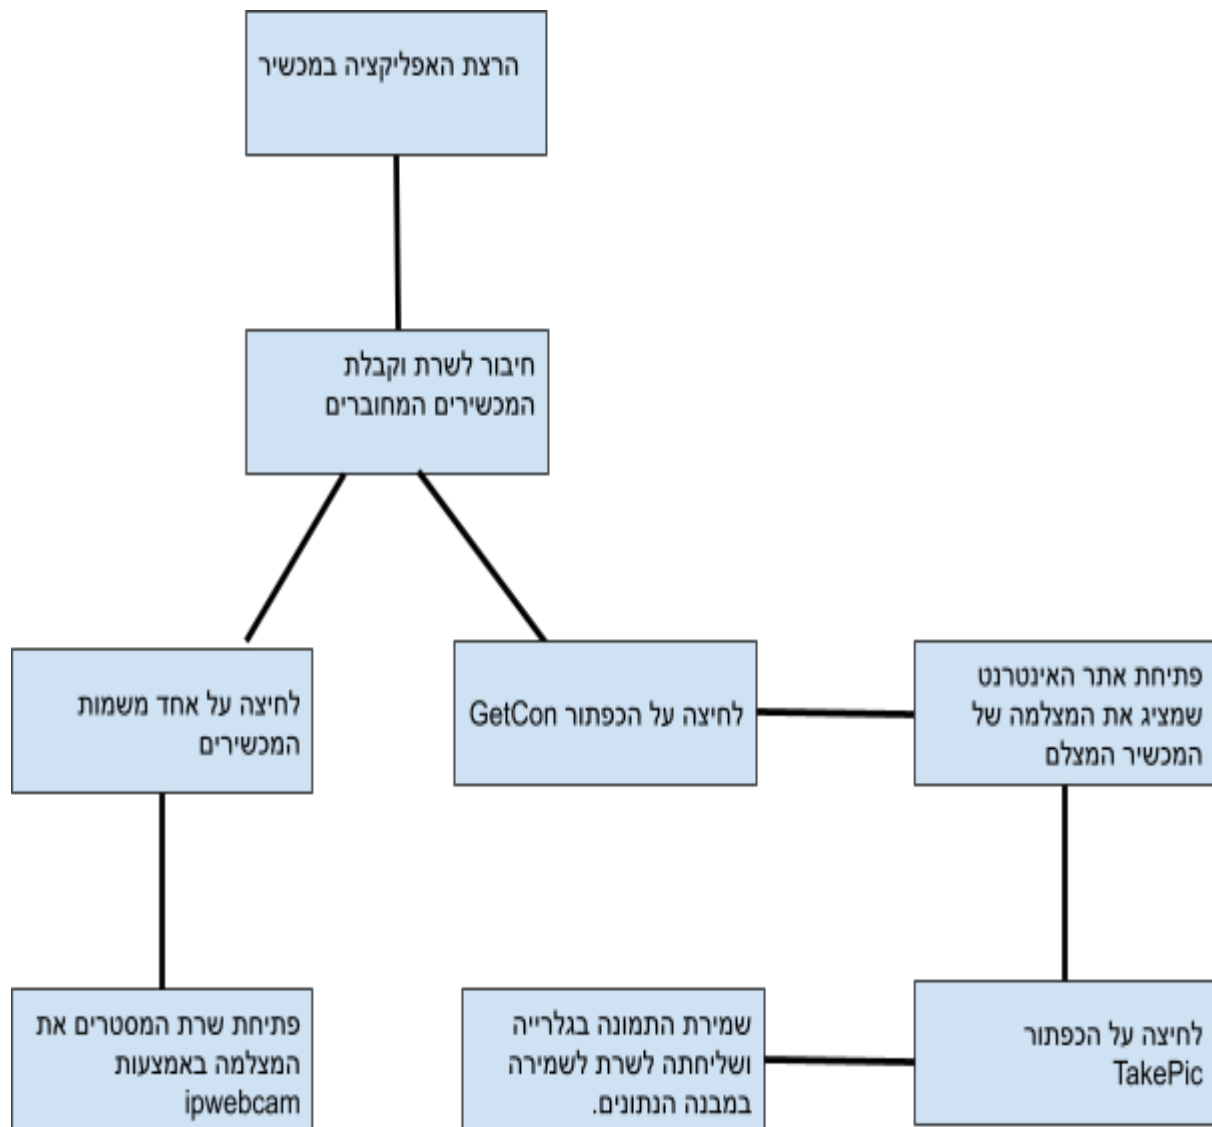 הרצת האפליקציה במכשיר
חיבור לשרת וקבלת
המכשירים המחוברים
לחיצה על אחד משמות
המכשירים
לחיצה על הכפתור GetCon
פתיחת אתר האינטרנט
שמציג את המצלמה של
המכשיר המצלם
פתיחת שרת המסטרים את
המצלמה באמצעות
ipwebcam
שמירת התמונה בגלרייה
ושליחתה לשרת לשמירה
במבנה הנתונים.
לחיצה על הכפתור
TakePic